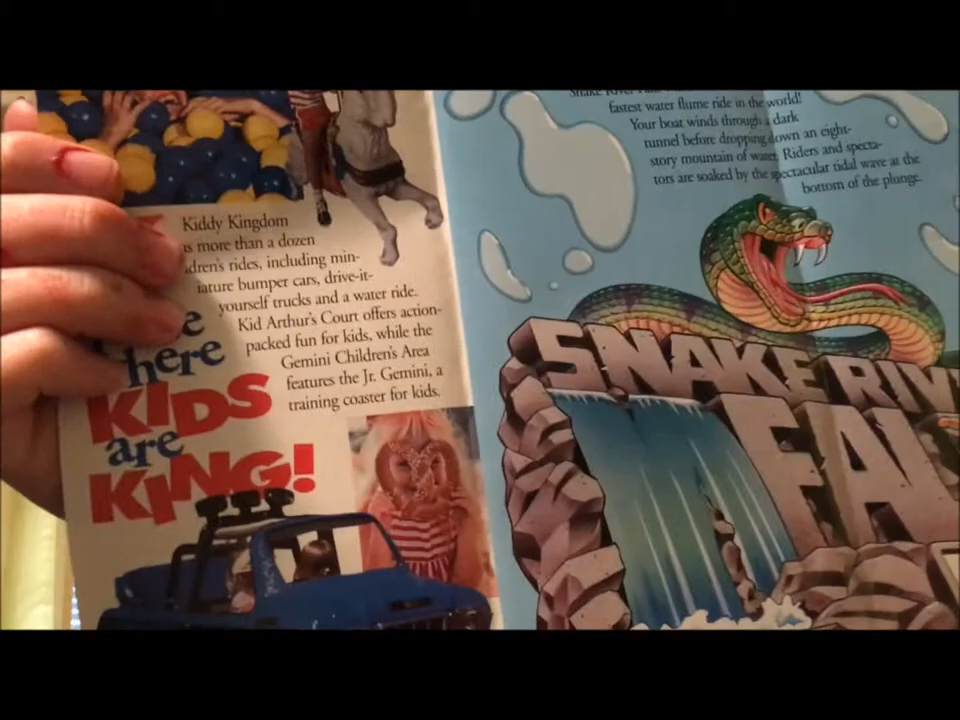 Kiddy Kingdom
more than a dozen
rides, including min-
iature bumper cars, drive-it-
yourself trucks and a water ride.
Kid Arthur's Court offers action-
packed fun for kids, while the
Gemini Children's Area
features the Jr. Gemini, a
training coaster for kids.
where
KIDS
are
KING!
Snake River
fastest water flume ride in the world!
Your boat winds through a dark
tunnel before dropping down an eight-
story mountain of water. Riders and specta-
tors are soaked by the spectacular tidal wave at the
bottom of the plunge.
SNAKE